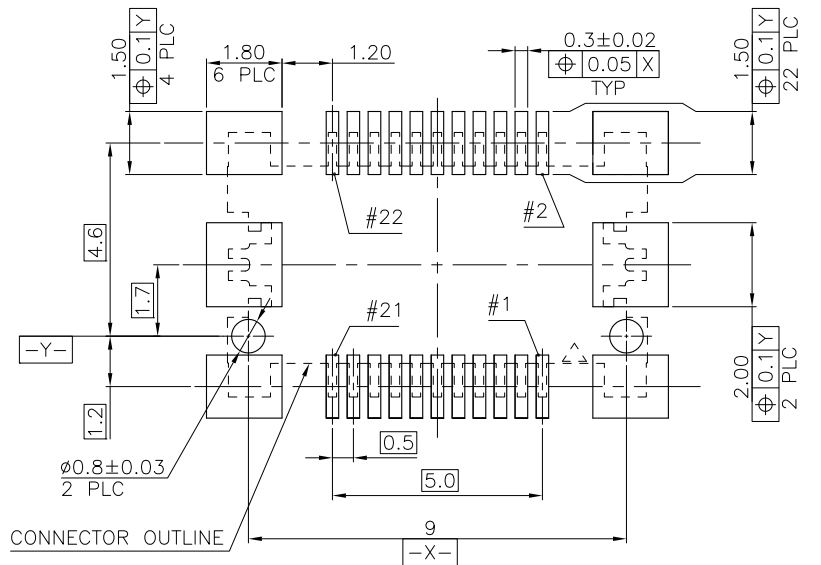 1.50
⌖ 0.1 Y
4 PLC
1.80
6 PLC
1.20
0.3±0.02
⌖ 0.05 X
TYP
1.50
⌖ 0.1 Y
22 PLC
#22
#2
4.6
1.7
#21
#1
-Y-
1.2
2.00
⌖ 0.1 Y
2 PLC
0.5
ø0.8±0.03
2 PLC
5.0
CONNECTOR OUTLINE
9
-X-